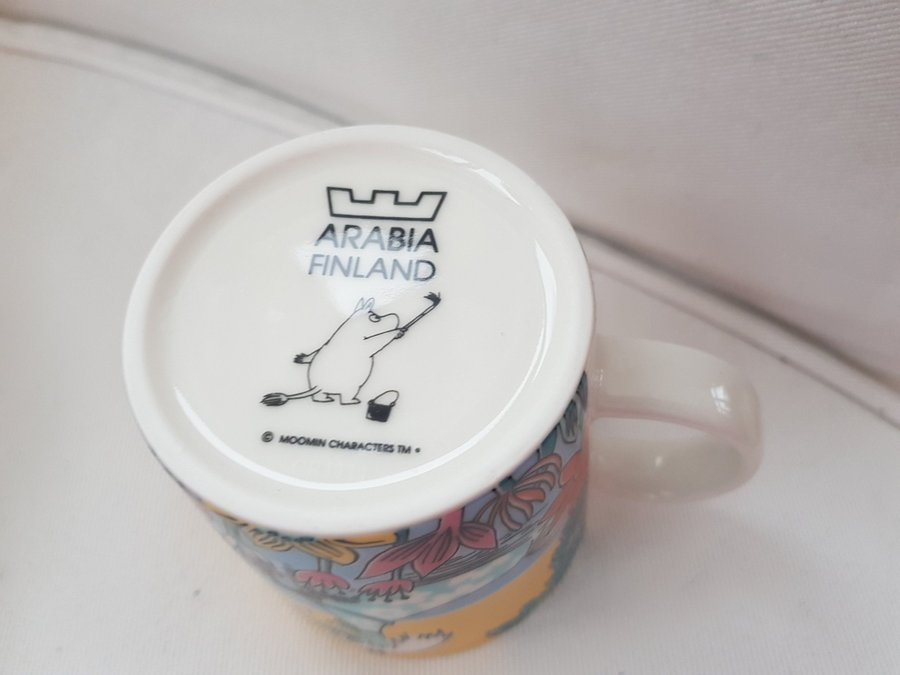 ARABIA
FINLAND
© MOOMIN CHARACTERS TM •